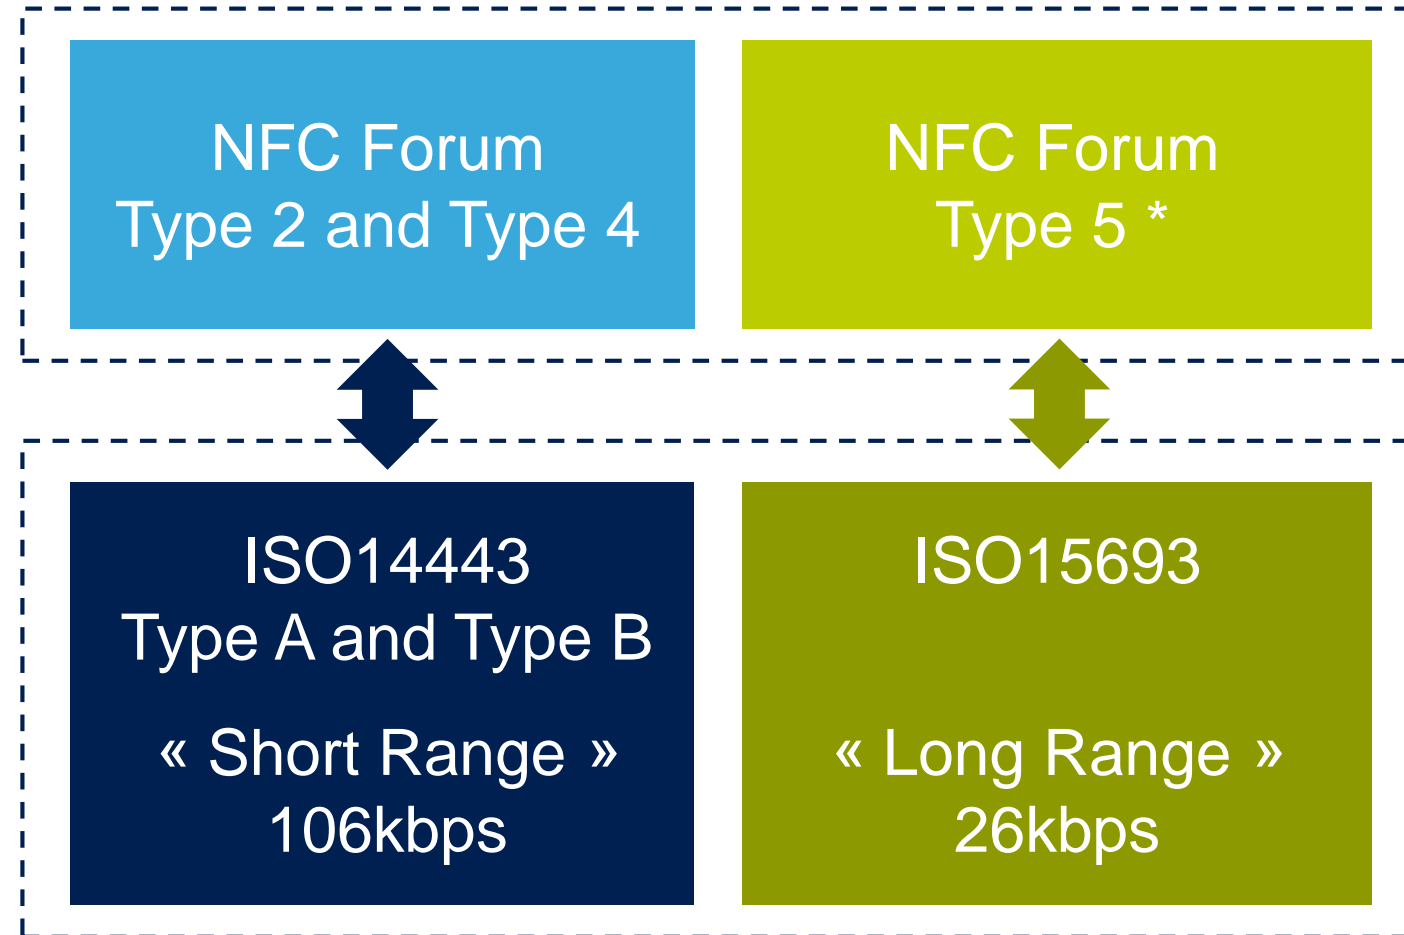 NFC Forum
Type 2 and Type 4
NFC Forum
Type 5 *
ISO14443
Type A and Type B
« Short Range »
106kbps
ISO15693
« Long Range »
26kbps